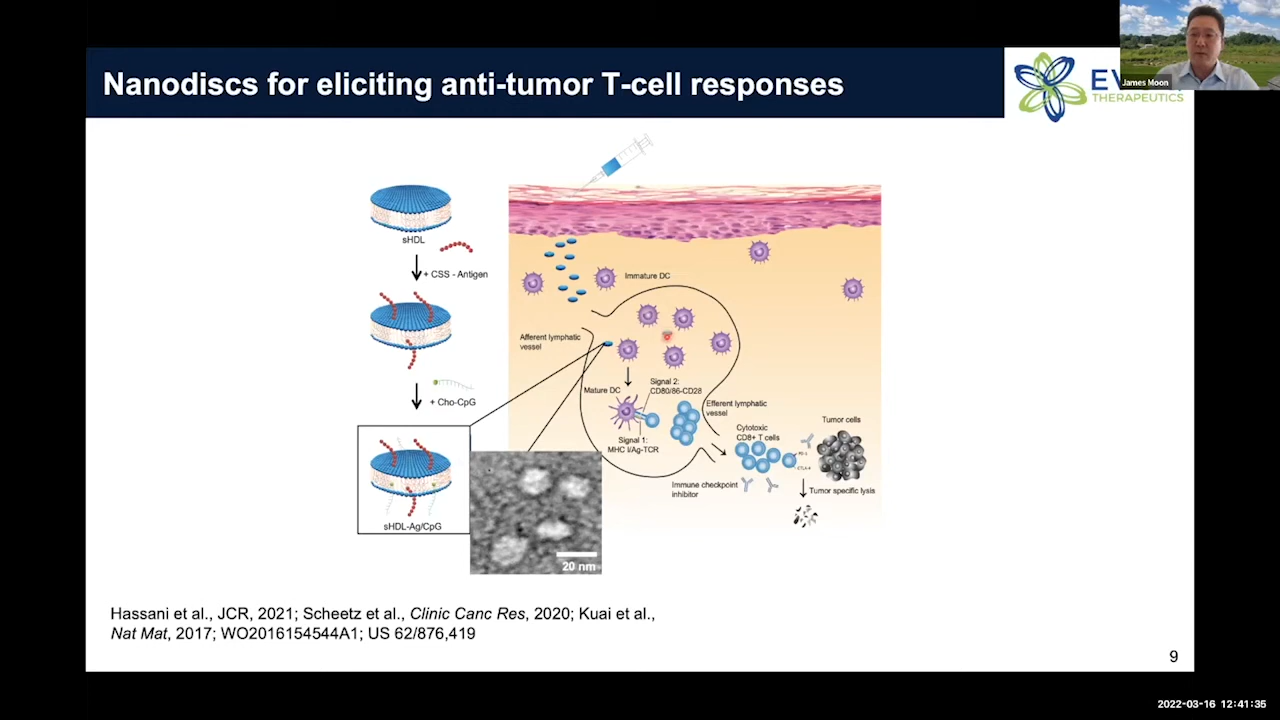 Nanodiscs for eliciting anti-tumor T-cell responses
James Moon
THERAPEUTICS
sHDL
+ CSS - Antigen
+ Cho-CpG
sHDL-Ag/CpG
Immature DC
Afferent lymphatic
vessel
Mature DC
Signal 2:
CD80/86-CD28
Signal 1:
MHC I/Ag-TCR
Efferent lymphatic
vessel
Cytotoxic
CD8+ T cells
Tumor cells
PD-1
CTLA-4
Immune checkpoint
inhibitor
Tumor specific lysis
20 nm
Hassani et al., JCR, 2021; Scheetz et al., Clinic Canc Res, 2020; Kuai et al.,
Nat Mat, 2017; WO2016154544A1; US 62/876,419
9
2022-03-16 12:41:35